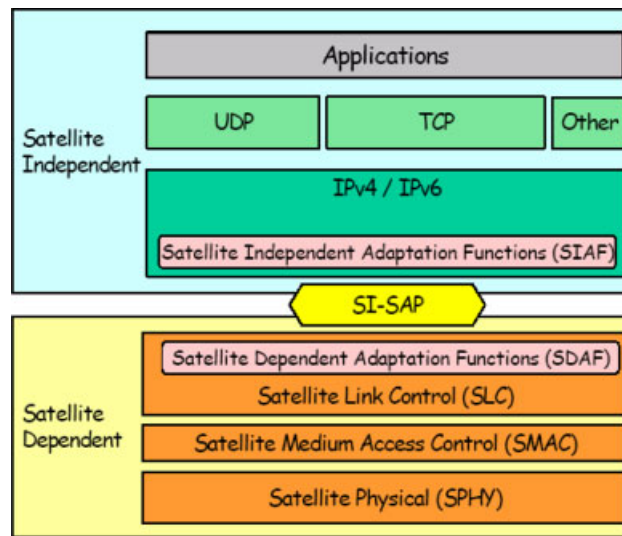 Applications
UDP
TCP
Other
Satellite
Independent
IPv4 / IPv6
Satellite Independent Adaptation Functions (SIAF)
SI-SAP
Satellite Dependent Adaptation Functions (SDAF)
Satellite Link Control (SLC)
Satellite
Dependent
Satellite Medium Access Control (SMAC)
Satellite Physical (SPHY)